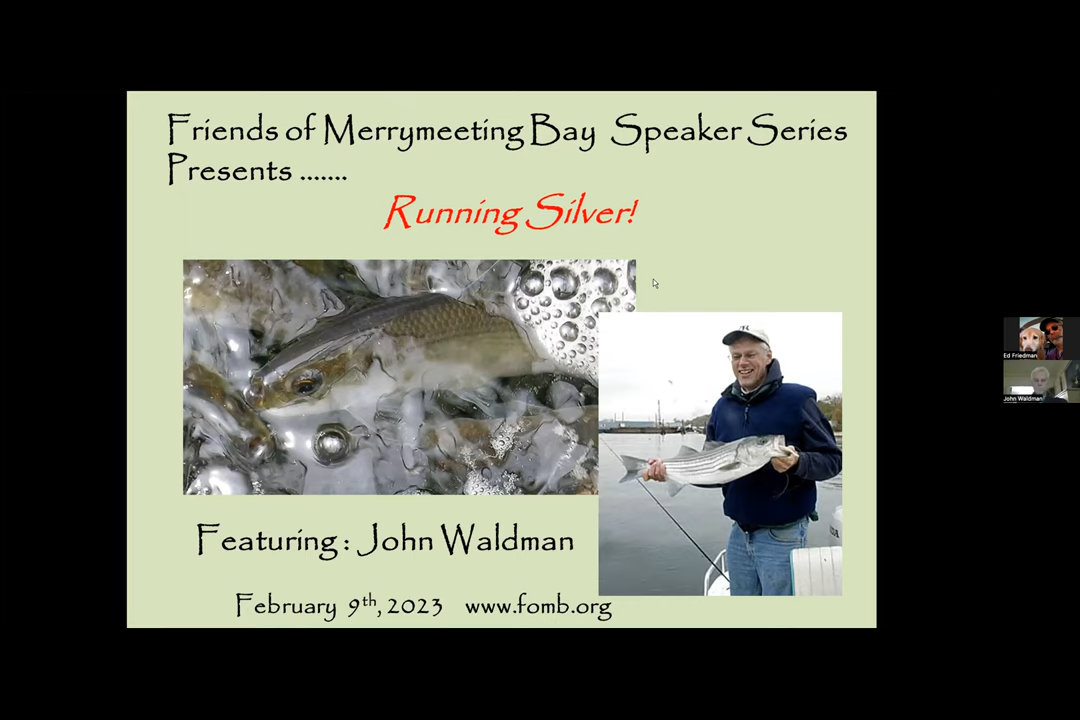 Friends of Merrymeeting Bay Speaker Series
Presents .......
Running Silver!
Featuring : John Waldman
February 9th, 2023 www.fomb.org
Ed Friedman
John Waldman